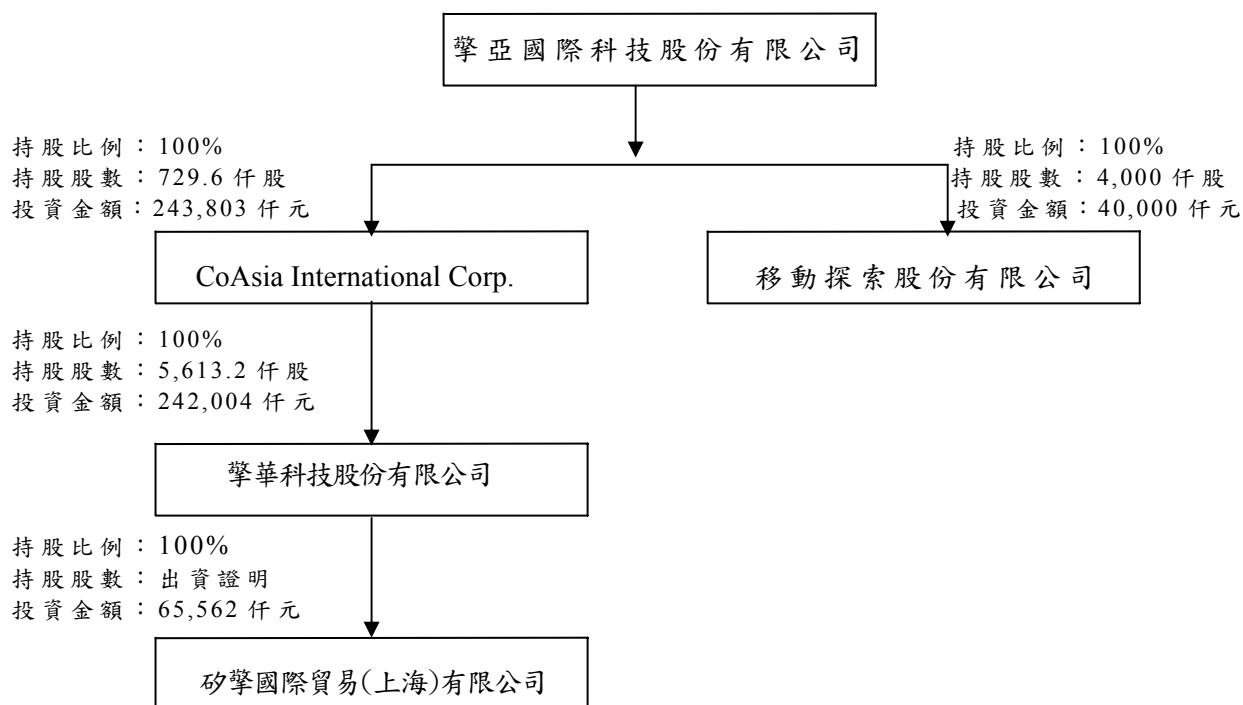 擎亞國際科技股份有限公司
持股比例：100%
持股股數：729.6 仟股
投資金額：243,803 仟元
持股比例：100%
持股股數：4,000 仟股
投資金額：40,000 仟元
CoAsia International Corp.
移動探索股份有限公司
持股比例：100%
持股股數：5,613.2 仟股
投資金額：242,004 仟元
擎華科技股份有限公司
持股比例：100%
持股股數：出資證明
投資金額：65,562 仟元
矽擎國際貿易(上海)有限公司